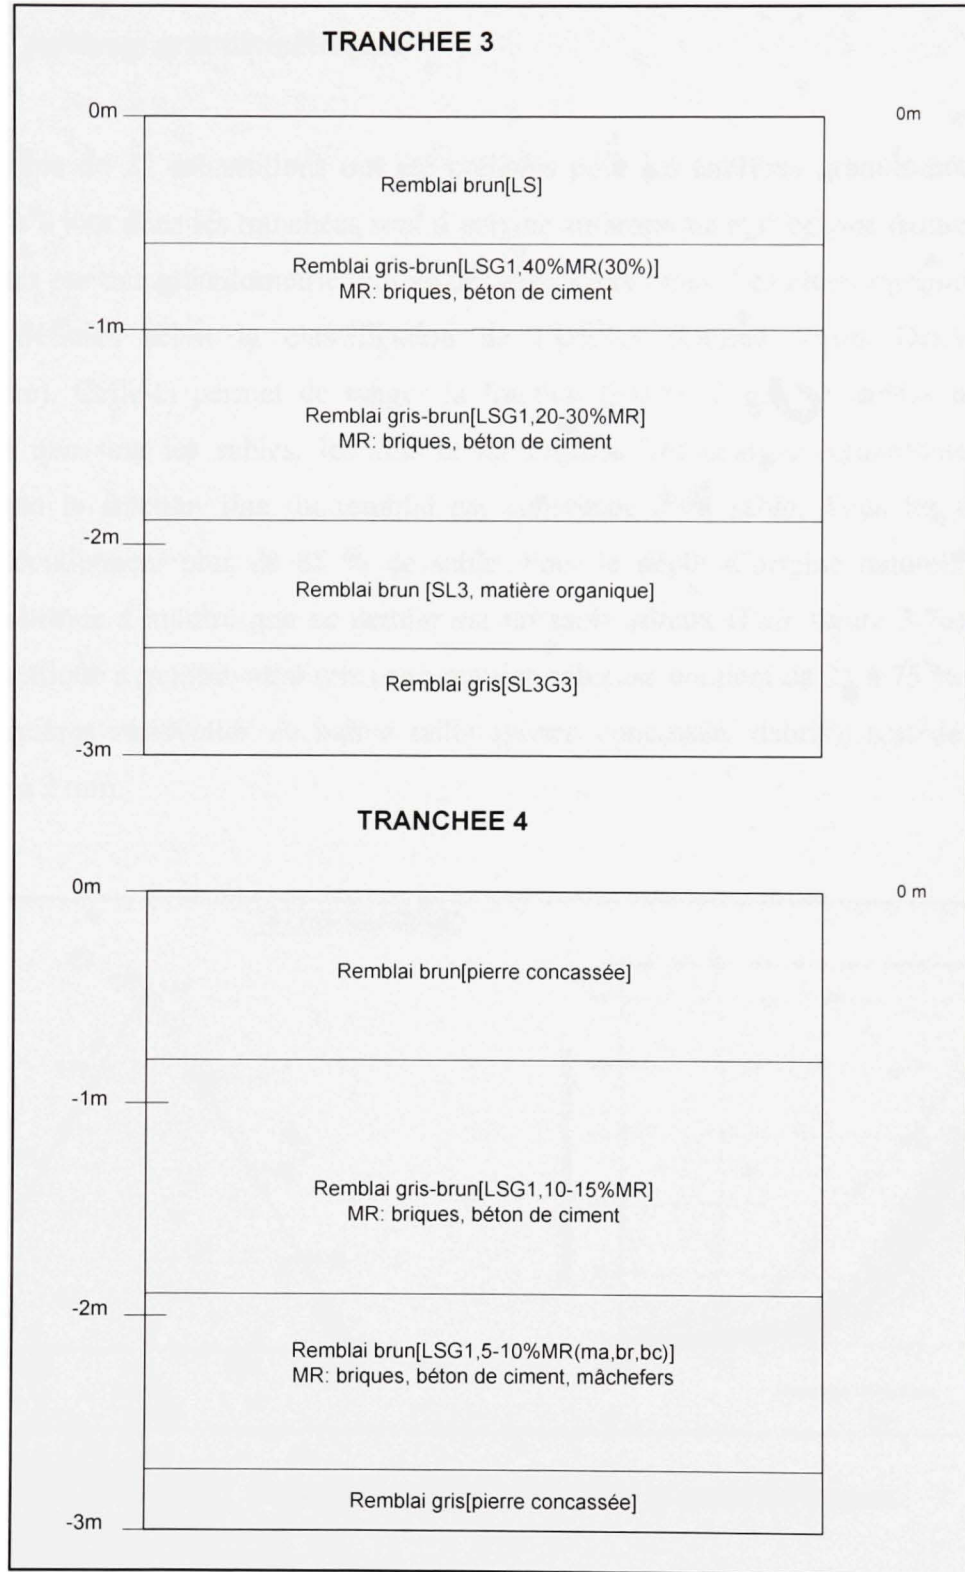 TRANCHEE 3
0m
0m
Remblai brun[LS]
Remblai gris-brun[LSG1,40%MR(30%)]
MR: briques, béton de ciment
-1m
Remblai gris-brun[LSG1,20-30%MR]
MR: briques, béton de ciment
-2m
Remblai brun [SL3, matière organique]
Remblai gris[SL3G3]
-3m
TRANCHEE 4
0m
0 m
Remblai brun[pierre concassée]
-1m
Remblai gris-brun[LSG1,10-15%MR]
MR: briques, béton de ciment
-2m
Remblai brun[LSG1,5-10%MR(ma,br,bc)]
MR: briques, béton de ciment, mâchefers
Remblai gris[pierre concassée]
-3m